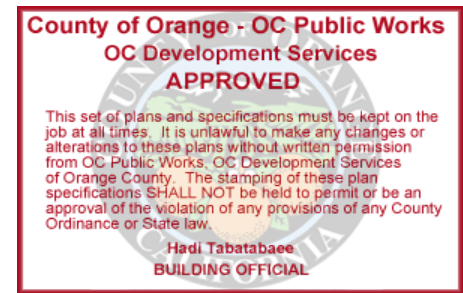 County of Orange - OC Public Works
OC Development Services
APPROVED
This set of plans and specifications must be kept on the
job at all times. It is unlawful to make any changes or
alterations to these plans without written permission
from OC Public Works, OC Development Services
of Orange County. The stamping of these plan
specifications SHALL NOT be held to permit or be an
approval of the violation of any provisions of any County
Ordinance or State law.
Hadi Tabatabaee
BUILDING OFFICIAL
COUNTY OF ORANGE
CALIFORNIA